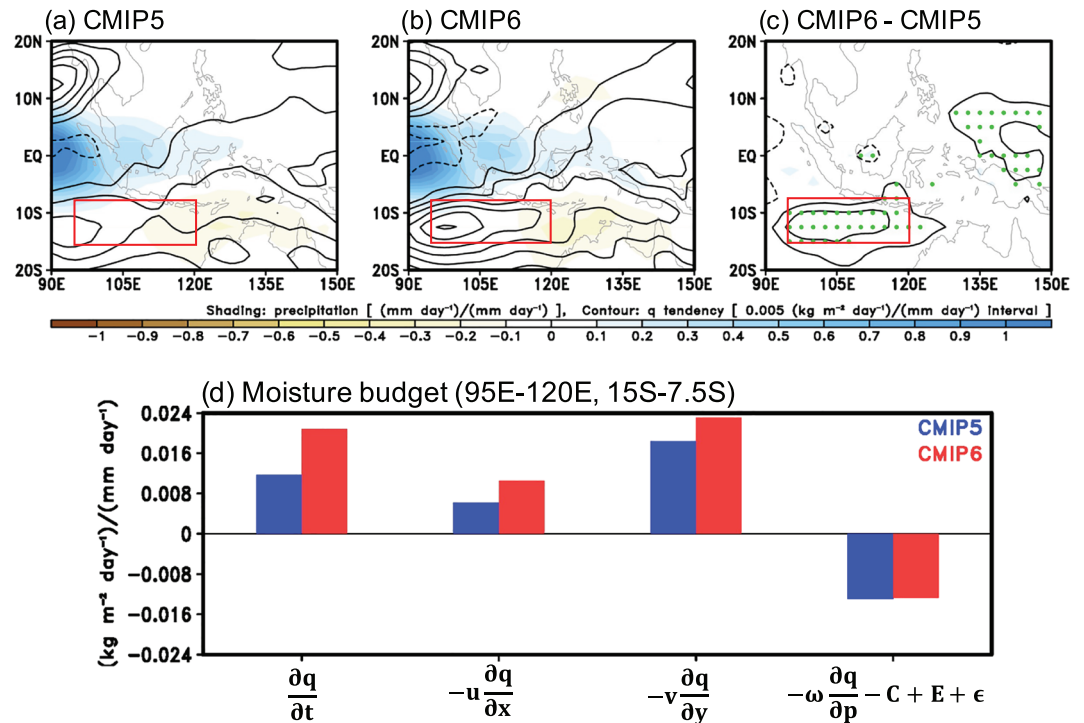 (a) CMIP5
(b) CMIP6
(c) CMIP6 - CMIP5
20N
10N
EQ
10S
20S
90E 105E 120E 135E 150E
20N
10N
EQ
10S
20S
90E 105E 120E 135E 150E
20N
10N
EQ
10S
20S
90E 105E 120E 135E 150E
Shading: precipitation [ (mm day⁻¹)/(mm day⁻¹) ], Contour: q tendency [ 0.005 (kg m⁻² day⁻¹)/(mm day⁻¹) interval ]
−1 −0.9 −0.8 −0.7 −0.6 −0.5 −0.4 −0.3 −0.2 −0.1 0 0.1 0.2 0.3 0.4 0.5 0.6 0.7 0.8 0.9 1
(d) Moisture budget (95E-120E, 15S-7.5S)
(kg m⁻² day⁻¹)/(mm day⁻¹)
0.024
0.016
0.008
0
−0.008
−0.016
−0.024
CMIP5
CMIP6
∂q/∂t
−u ∂q/∂x
−v ∂q/∂y
−ω ∂q/∂p − C + E + ϵ